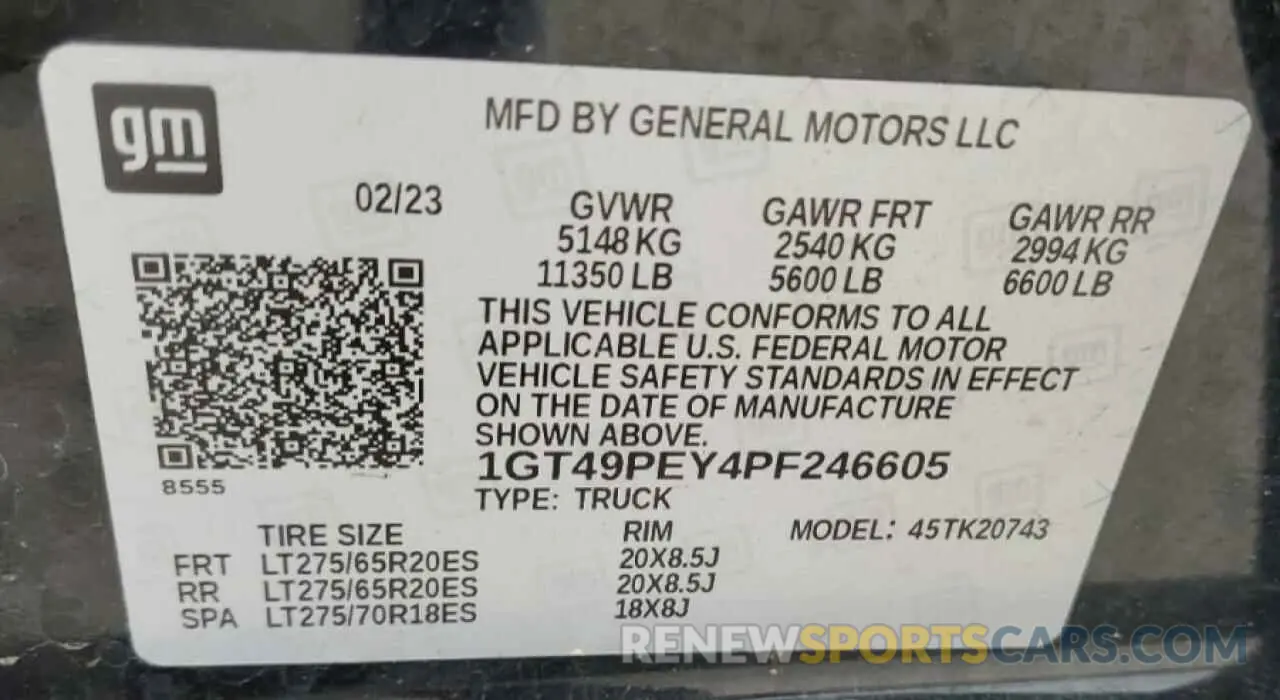 gm
MFD BY GENERAL MOTORS LLC
02/23
GVWR GAWR FRT GAWR RR
5148 KG 2540 KG 2994 KG
11350 LB 5600 LB 6600 LB
THIS VEHICLE CONFORMS TO ALL
APPLICABLE U.S. FEDERAL MOTOR
VEHICLE SAFETY STANDARDS IN EFFECT
ON THE DATE OF MANUFACTURE
SHOWN ABOVE.
1GT49PEY4PF246605
8555
TYPE: TRUCK
TIRE SIZE RIM MODEL: 45TK20743
FRT LT275/65R20ES 20X8.5J
RR LT275/65R20ES 20X8.5J
SPA LT275/70R18ES 18X8J
RENEWSPORTSCARS.COM